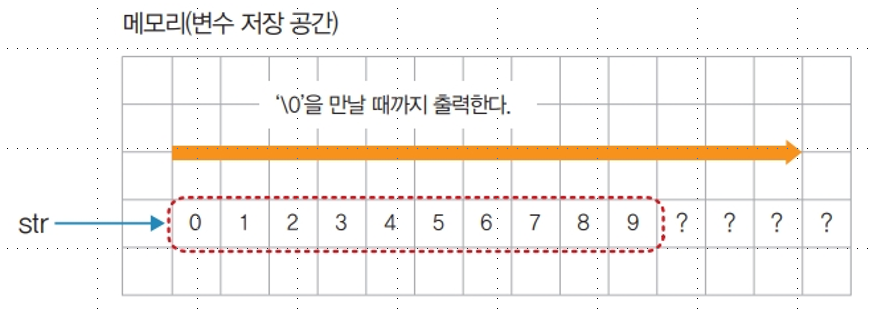 메모리(변수 저장 공간)
‘\0’을 만날 때까지 출력한다.
str 0 1 2 3 4 5 6 7 8 9 ? ? ? ?